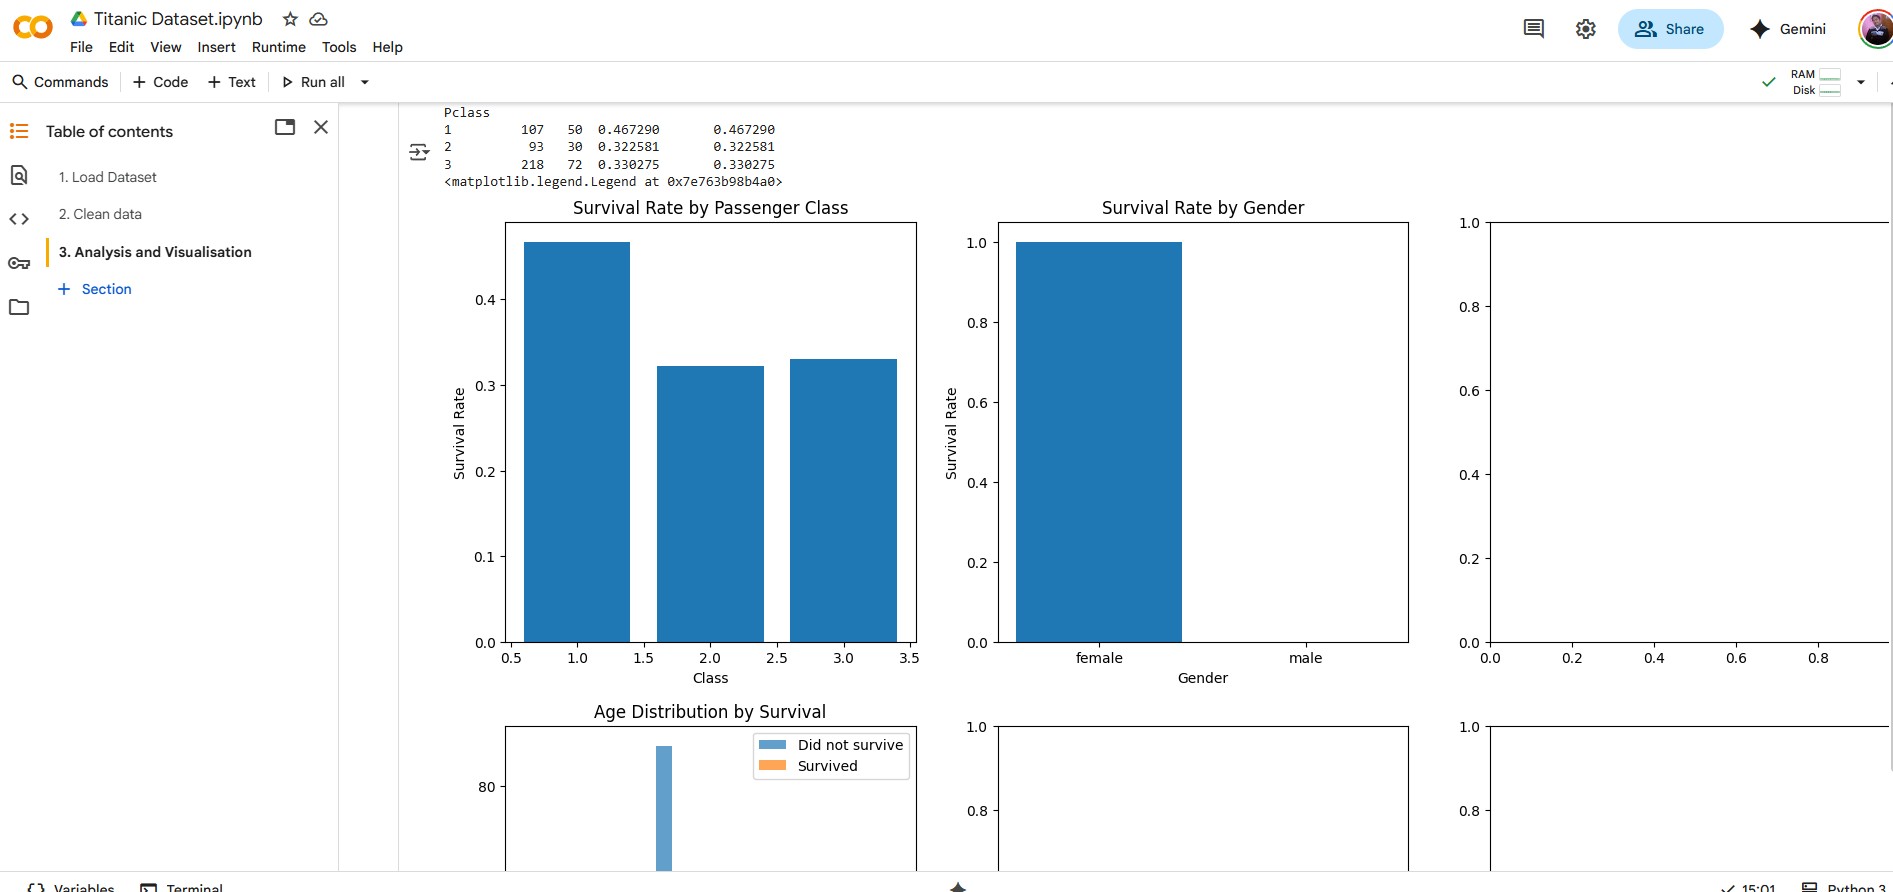 Titanic Dataset.ipynb
File Edit View Insert Runtime Tools Help
Share
Gemini
Commands + Code + Text Run all
RAM
Disk
Table of contents
1. Load Dataset
2. Clean data
3. Analysis and Visualisation
+ Section
Pclass
1 107 50 0.467290 0.467290
2 93 30 0.322581 0.322581
3 218 72 0.330275 0.330275
<matplotlib.legend.Legend at 0x7e763b98b4a0>
Survival Rate by Passenger Class
Survival Rate
0.4
0.3
0.2
0.1
0.0
0.5 1.0 1.5 2.0 2.5 3.0 3.5
Class
Survival Rate by Gender
Survival Rate
1.0
0.8
0.6
0.4
0.2
0.0
female male
Gender
1.0
0.8
0.6
0.4
0.2
0.0
0.0 0.2 0.4 0.6 0.8
Age Distribution by Survival
Did not survive
Survived
80
1.0
0.8
1.0
0.8
Variables Terminal
15:01 Python 3